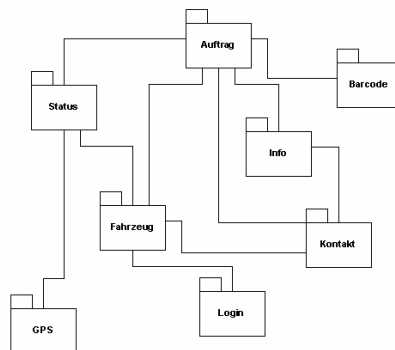 Auftrag
Barcode
Status
Info
Fahrzeug
Kontakt
Login
GPS